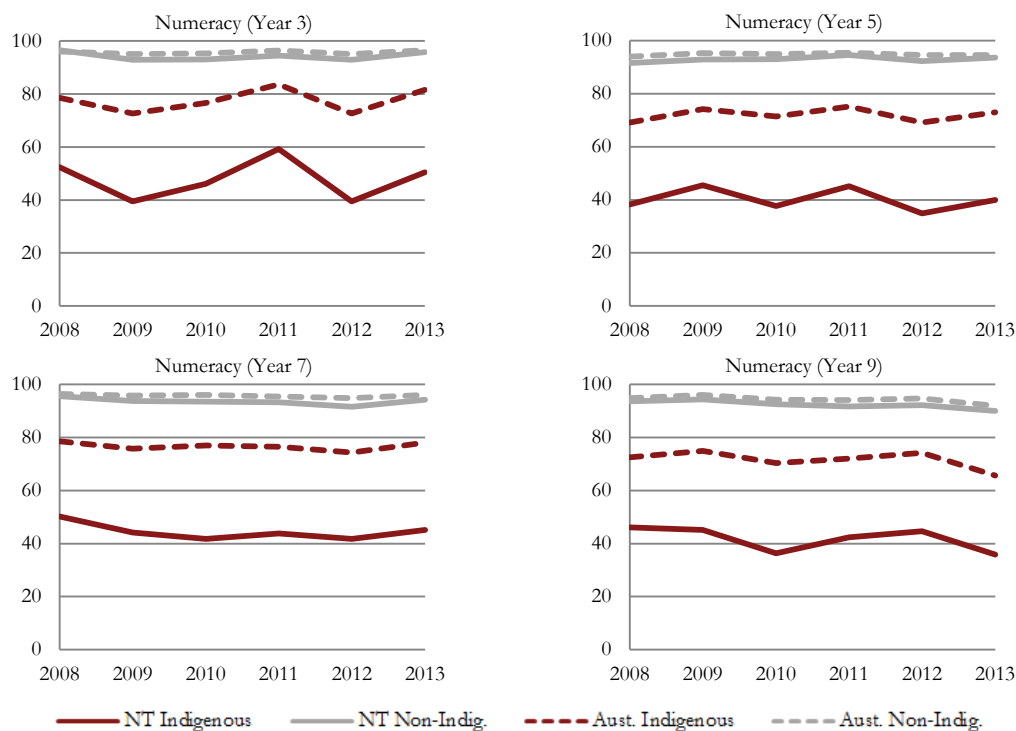 Numeracy (Year 3)
100
80
60
40
20
0
2008 2009 2010 2011 2012 2013
Numeracy (Year 5)
100
80
60
40
20
0
2008 2009 2010 2011 2012 2013
Numeracy (Year 7)
100
80
60
40
20
0
2008 2009 2010 2011 2012 2013
Numeracy (Year 9)
100
80
60
40
20
0
2008 2009 2010 2011 2012 2013
NT Indigenous NT Non-Indig. Aust. Indigenous Aust. Non-Indig.